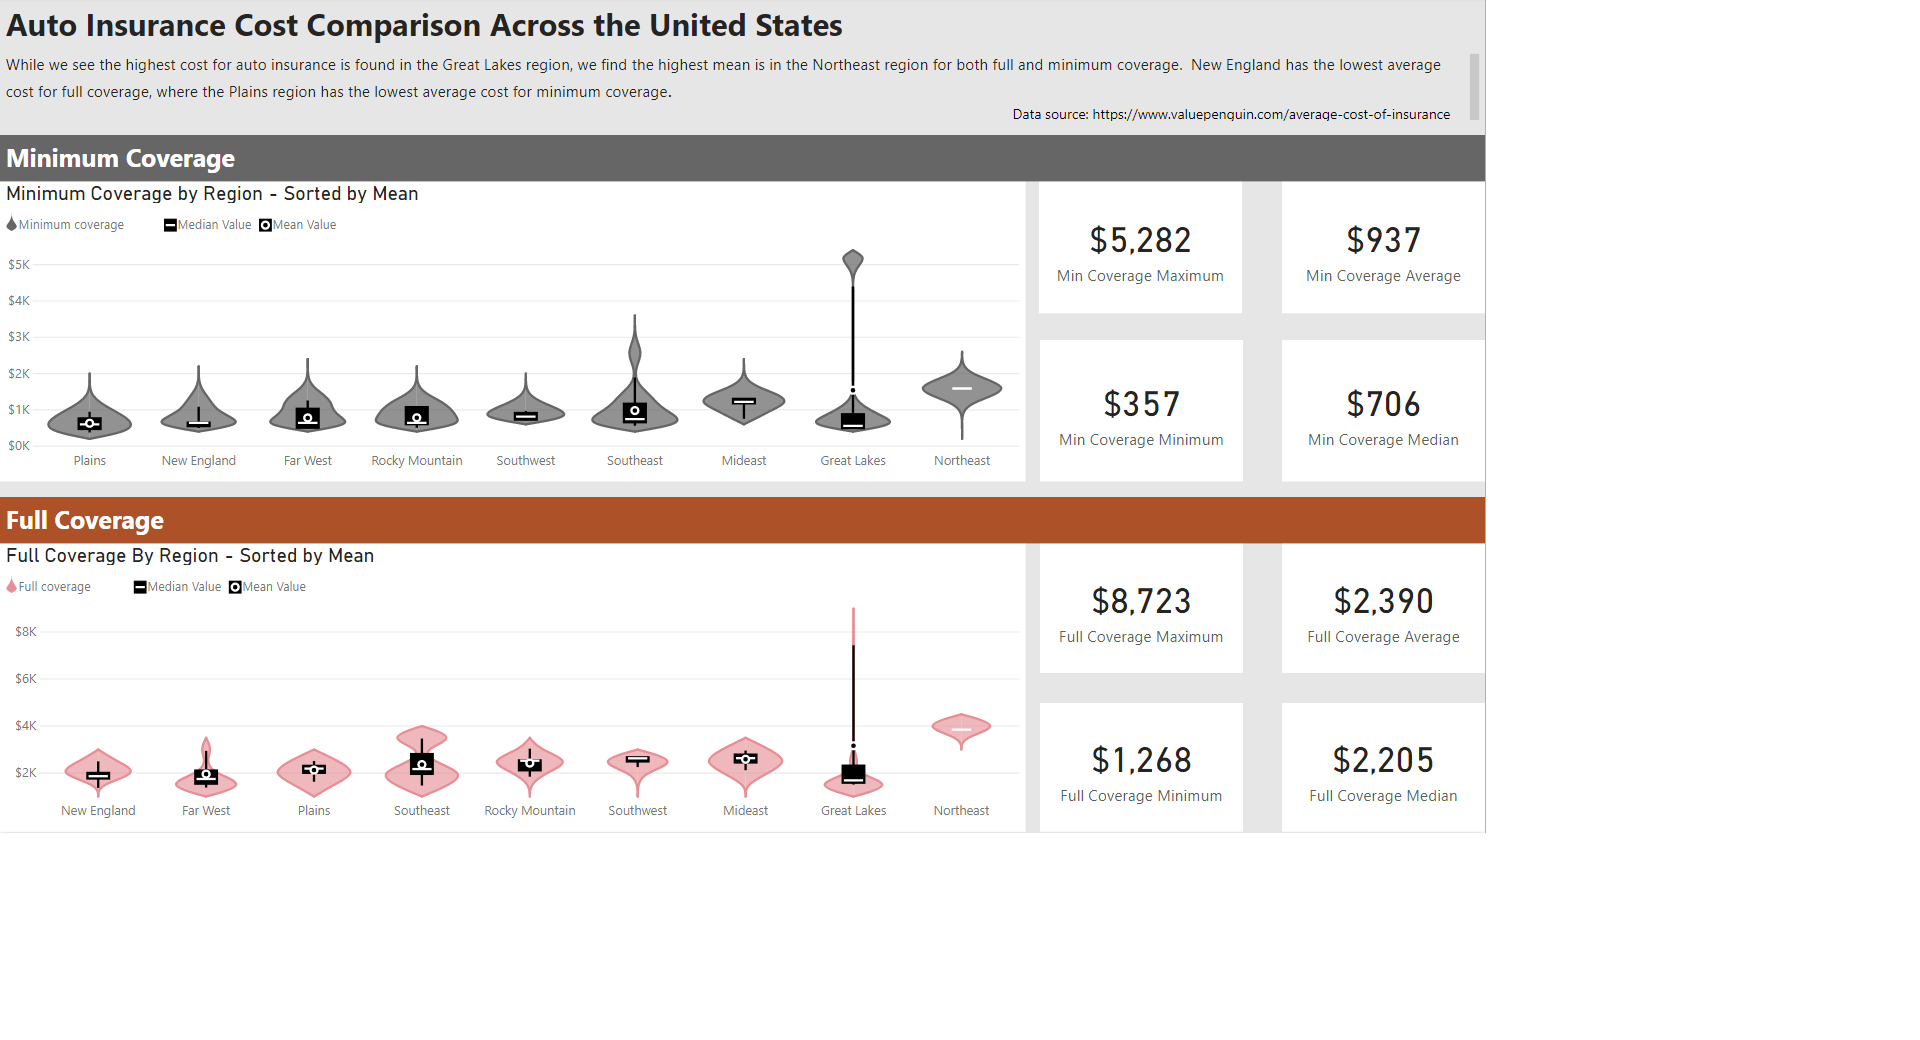 Auto Insurance Cost Comparison Across the United States
While we see the highest cost for auto insurance is found in the Great Lakes region, we find the highest mean is in the Northeast region for both full and minimum coverage. New England has the lowest average
cost for full coverage, where the Plains region has the lowest average cost for minimum coverage.
Data source: https://www.valuepenguin.com/average-cost-of-insurance
Minimum Coverage
Minimum Coverage by Region - Sorted by Mean
Minimum coverage Median Value Mean Value
$5K
$4K
$3K
$2K
$1K
$0K
Plains New England Far West Rocky Mountain Southwest Southeast Mideast Great Lakes Northeast
$5,282
Min Coverage Maximum
$937
Min Coverage Average
$357
Min Coverage Minimum
$706
Min Coverage Median
Full Coverage
Full Coverage By Region - Sorted by Mean
Full coverage Median Value Mean Value
$8K
$6K
$4K
$2K
New England Far West Plains Southeast Rocky Mountain Southwest Mideast Great Lakes Northeast
$8,723
Full Coverage Maximum
$2,390
Full Coverage Average
$1,268
Full Coverage Minimum
$2,205
Full Coverage Median